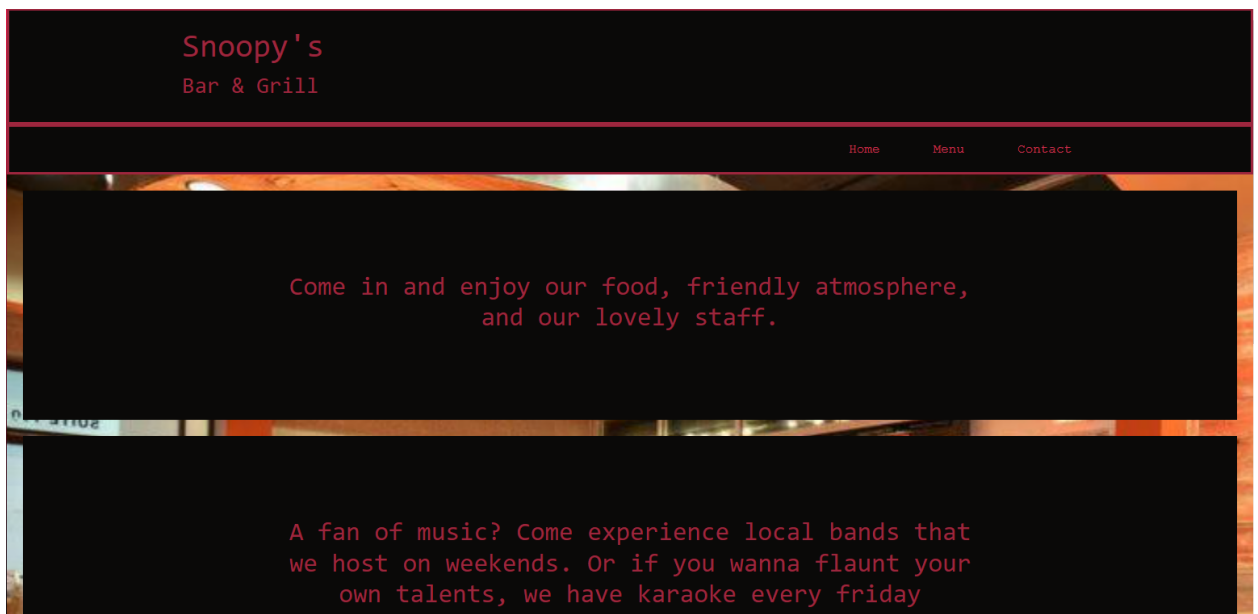 Snoopy's
Bar & Grill
Home Menu Contact
Come in and enjoy our food, friendly atmosphere,
and our lovely staff.
A fan of music? Come experience local bands that
we host on weekends. Or if you wanna flaunt your
own talents, we have karaoke every friday